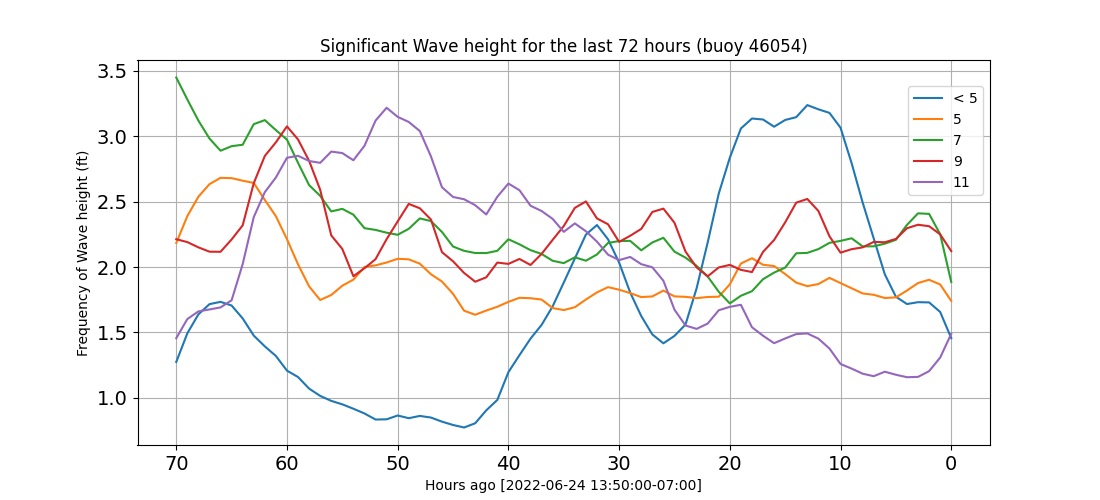 Significant Wave height for the last 72 hours (buoy 46054)
Frequency of Wave height (ft)
3.5
3.0
2.5
2.0
1.5
1.0
< 5
5
7
9
11
70 60 50 40 30 20 10 0
Hours ago [2022-06-24 13:50:00-07:00]